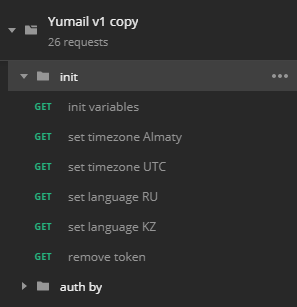 Yumail v1 copy
26 requests
init
GET init variables
GET set timezone Almaty
GET set timezone UTC
GET set language RU
GET set language KZ
GET remove token
auth by